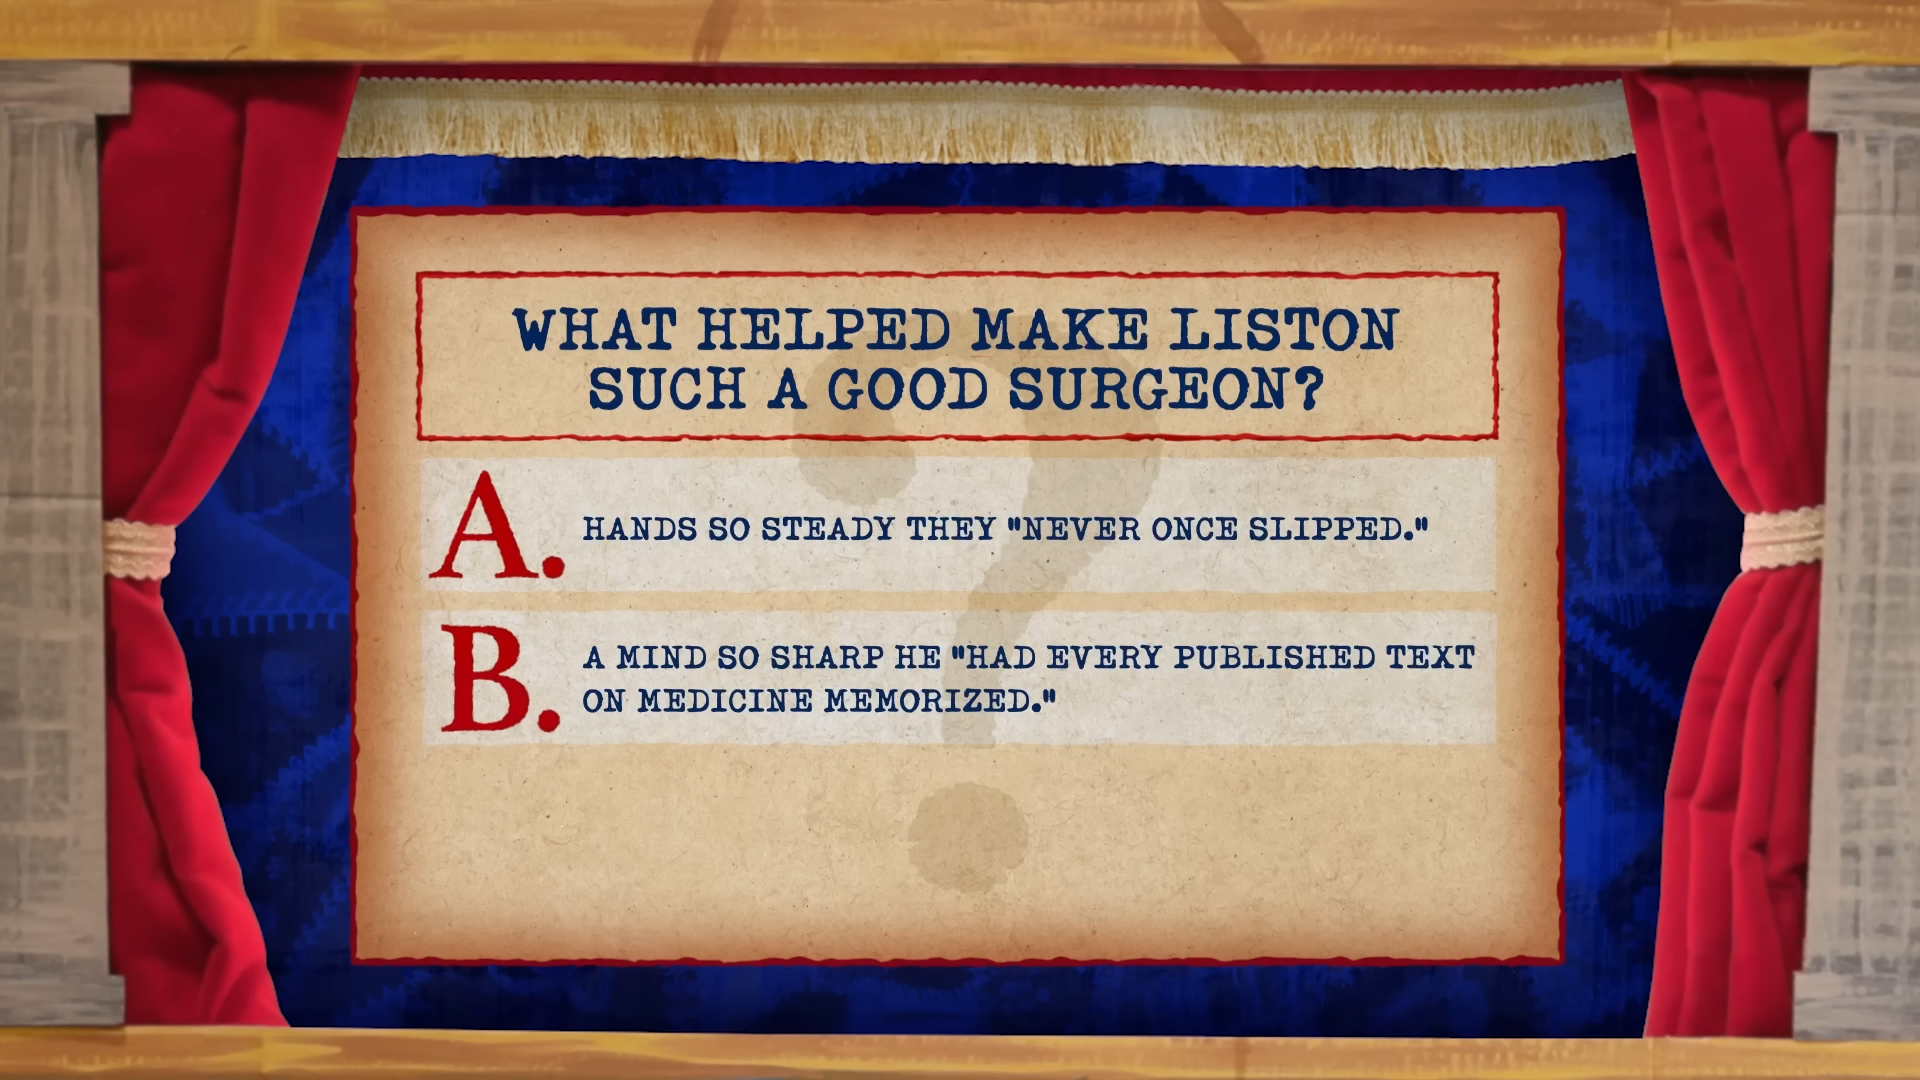 WHAT HELPED MAKE LISTON
SUCH A GOOD SURGEON?
A. HANDS SO STEADY THEY "NEVER ONCE SLIPPED."
B. A MIND SO SHARP HE "HAD EVERY PUBLISHED TEXT
ON MEDICINE MEMORIZED."